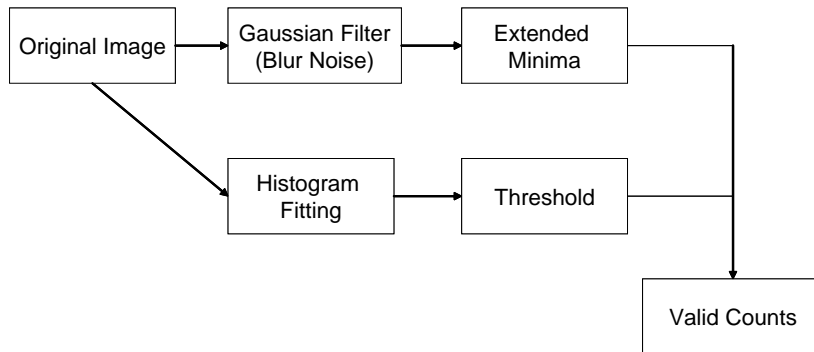 Original Image
Gaussian Filter
(Blur Noise)
Extended
Minima
Histogram
Fitting
Threshold
Valid Counts